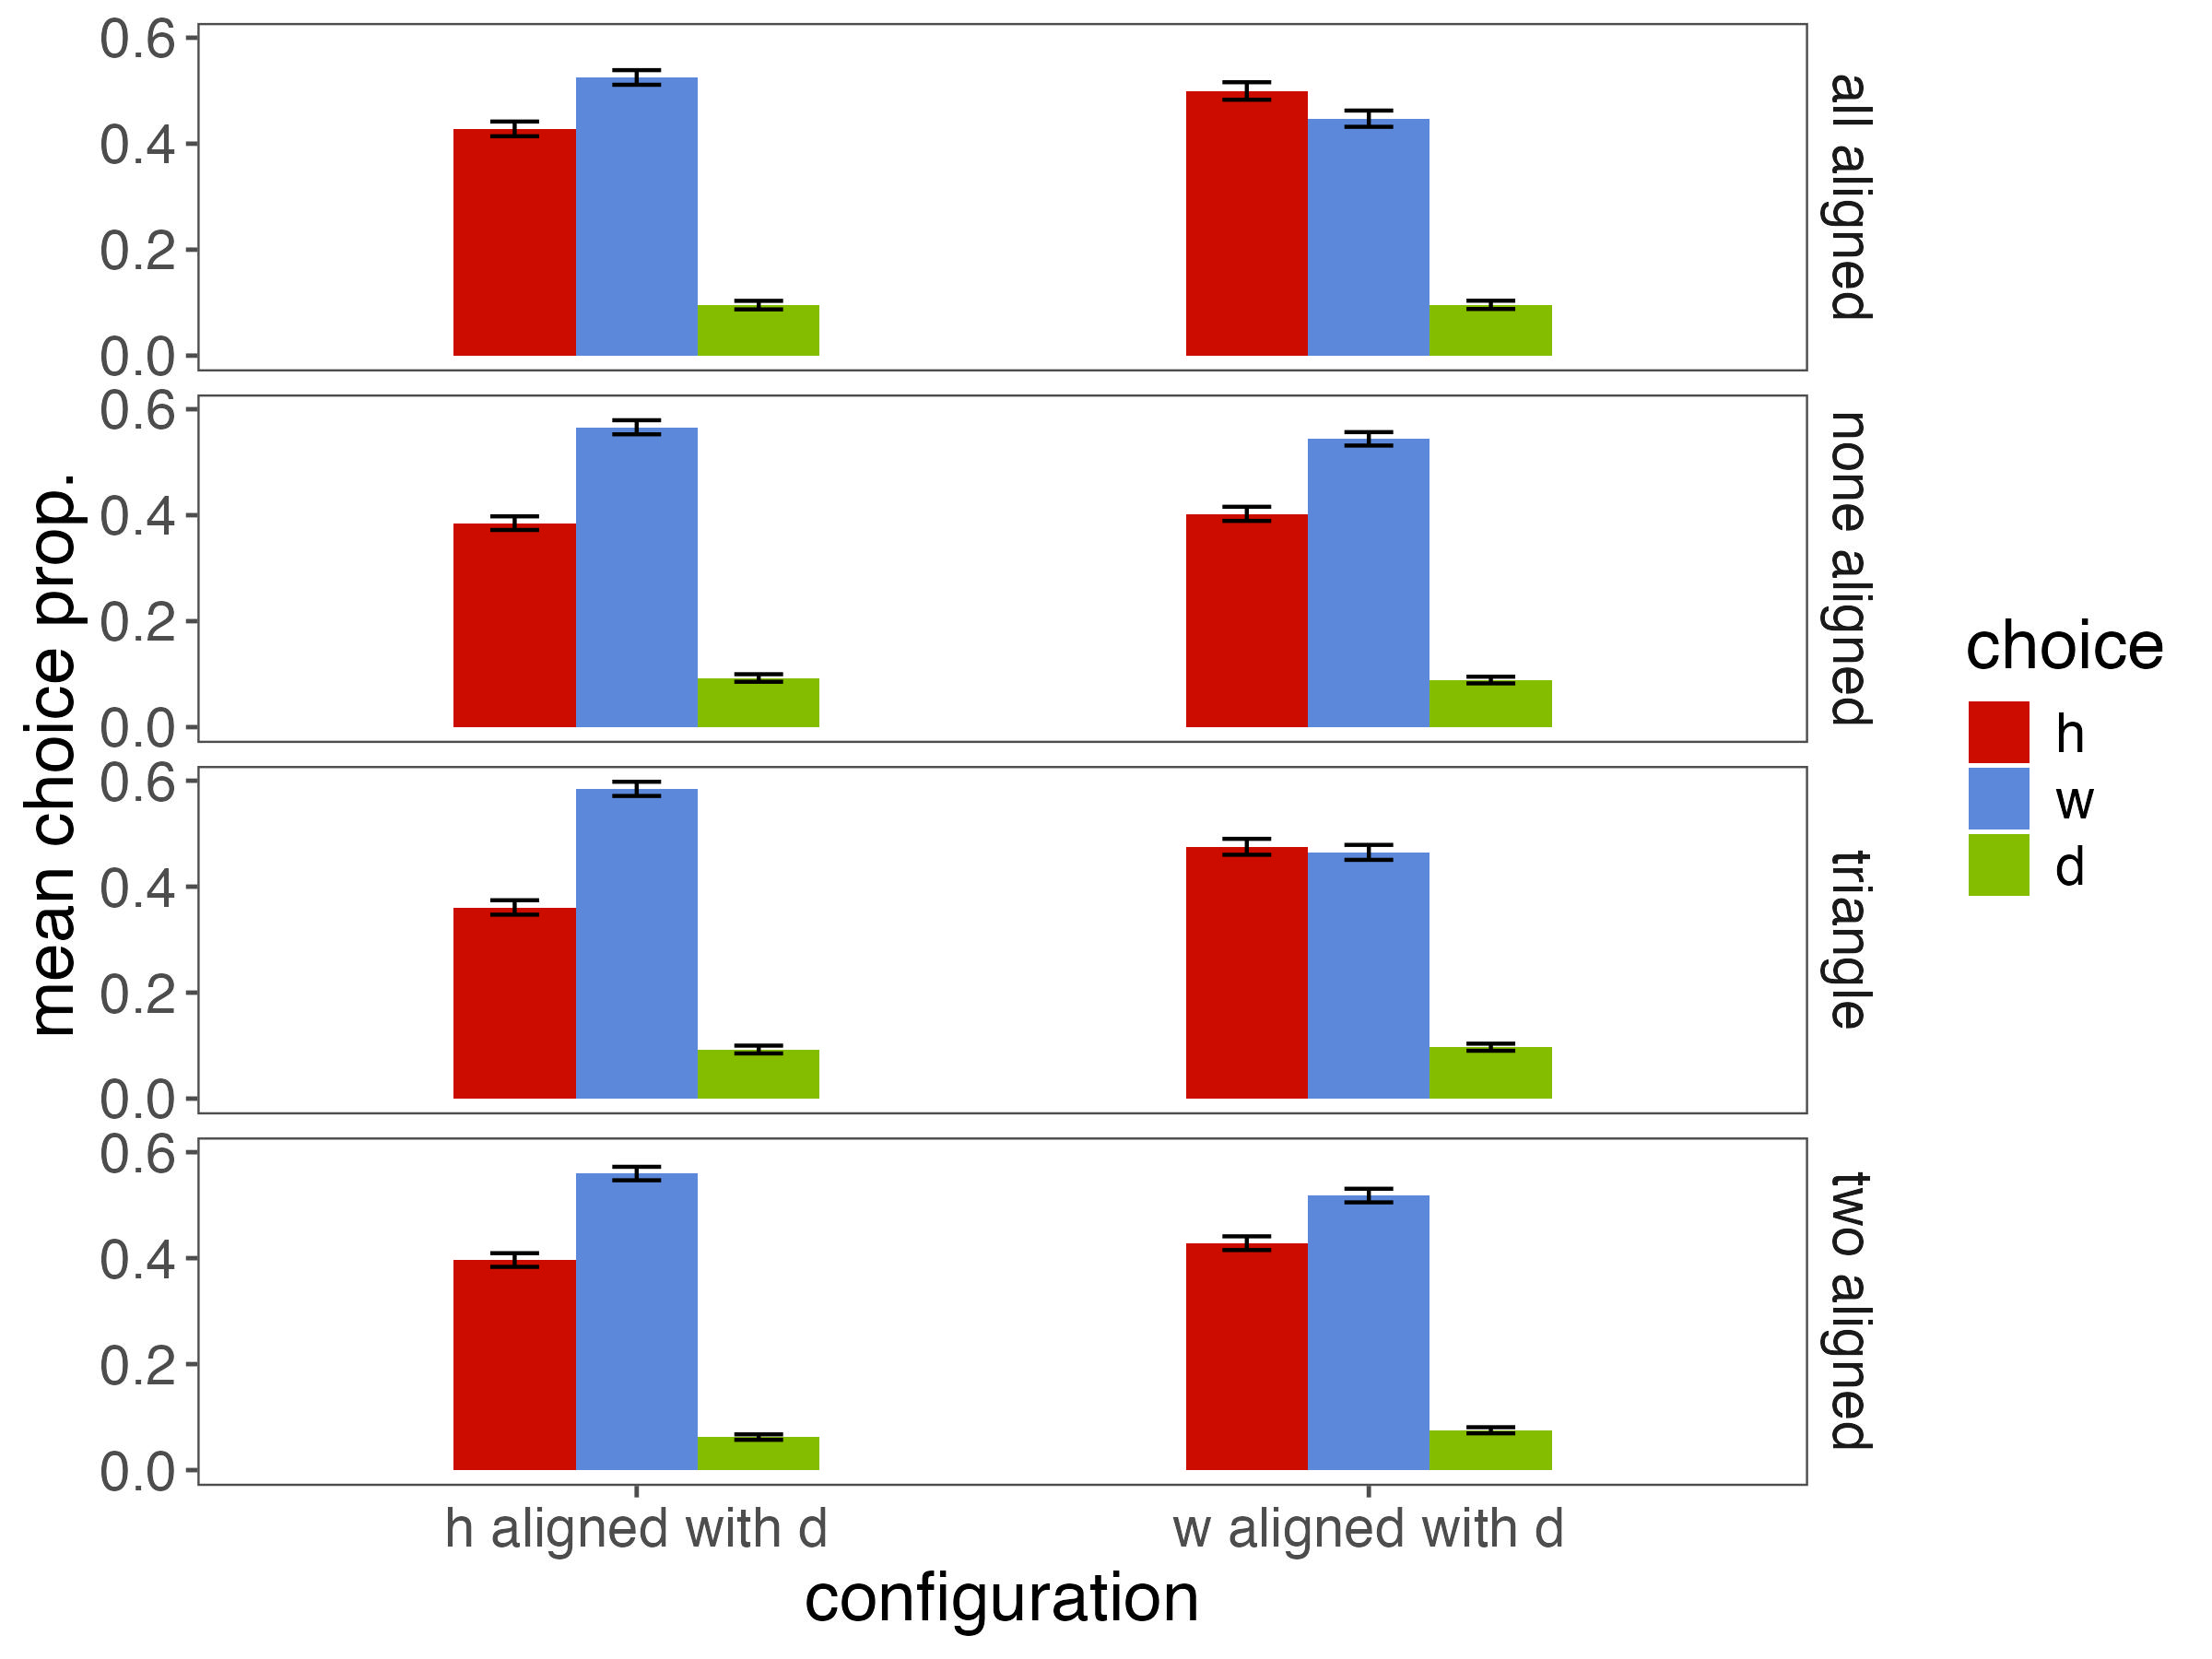 mean choice prop.
0.6
0.4
0.2
0.0
all aligned
0.6
0.4
0.2
0.0
none aligned
0.6
0.4
0.2
0.0
triangle
0.6
0.4
0.2
0.0
two aligned
h aligned with d
w aligned with d
configuration
choice
h
w
d